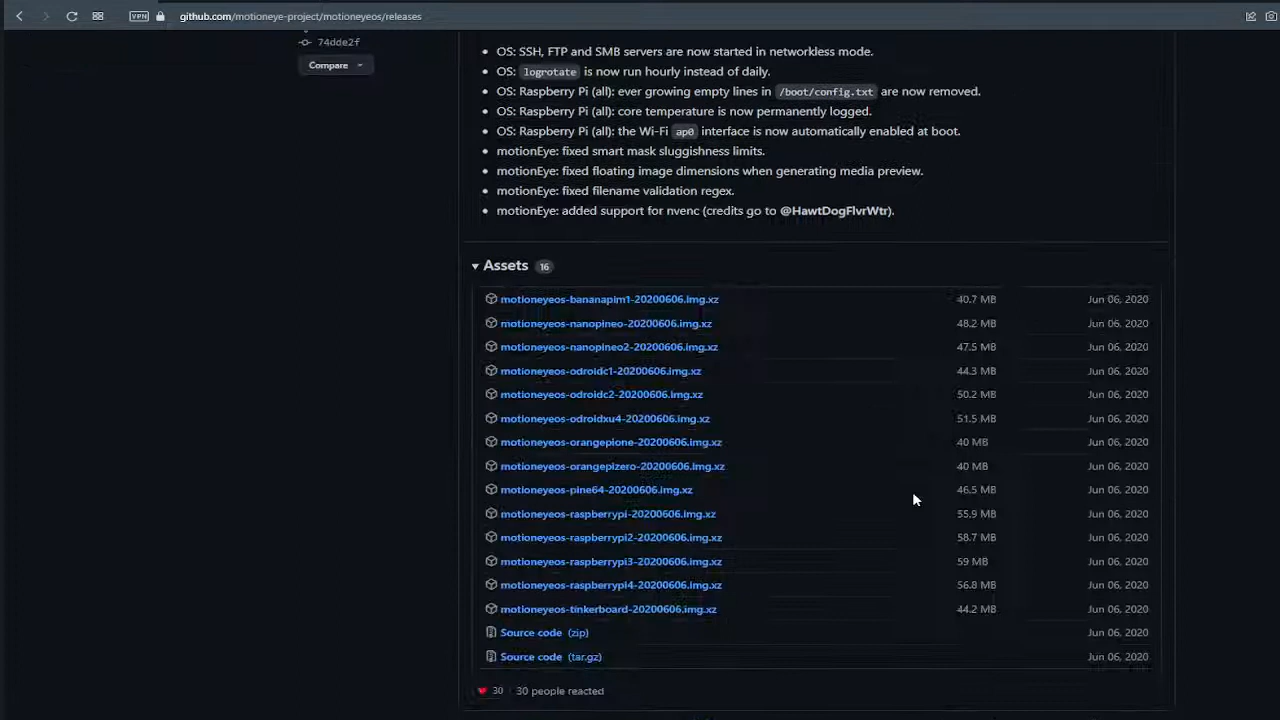 VPN github.com/motioneye-project/motioneyeos/releases
74dde2f
Compare
OS: SSH, FTP and SMB servers are now started in networkless mode.
OS: logrotate is now run hourly instead of daily.
OS: Raspberry Pi (all): ever growing empty lines in /boot/config.txt are now removed.
OS: Raspberry Pi (all): core temperature is now permanently logged.
OS: Raspberry Pi (all): the Wi-Fi ap0 interface is now automatically enabled at boot.
motionEye: fixed smart mask sluggishness limits.
motionEye: fixed floating image dimensions when generating media preview.
motionEye: fixed filename validation regex.
motionEye: added support for nvenc (credits go to @HawtDogFlvrWtr).
Assets 16
motioneyeos-bananapim1-20200606.img.xz 40.7 MB Jun 06, 2020
motioneyeos-nanopineo-20200606.img.xz 48.2 MB Jun 06, 2020
motioneyeos-nanopineo2-20200606.img.xz 47.5 MB Jun 06, 2020
motioneyeos-odroidc1-20200606.img.xz 44.3 MB Jun 06, 2020
motioneyeos-odroidc2-20200606.img.xz 50.2 MB Jun 06, 2020
motioneyeos-odroidxu4-20200606.img.xz 51.5 MB Jun 06, 2020
motioneyeos-orangepione-20200606.img.xz 40 MB Jun 06, 2020
motioneyeos-orangepizero-20200606.img.xz 40 MB Jun 06, 2020
motioneyeos-pine64-20200606.img.xz 46.5 MB Jun 06, 2020
motioneyeos-raspberrypi-20200606.img.xz 55.9 MB Jun 06, 2020
motioneyeos-raspberrypi2-20200606.img.xz 58.7 MB Jun 06, 2020
motioneyeos-raspberrypi3-20200606.img.xz 59 MB Jun 06, 2020
motioneyeos-raspberrypi4-20200606.img.xz 56.8 MB Jun 06, 2020
motioneyeos-tinkerboard-20200606.img.xz 44.2 MB Jun 06, 2020
Source code (zip) Jun 06, 2020
Source code (tar.gz) Jun 06, 2020
30 30 people reacted